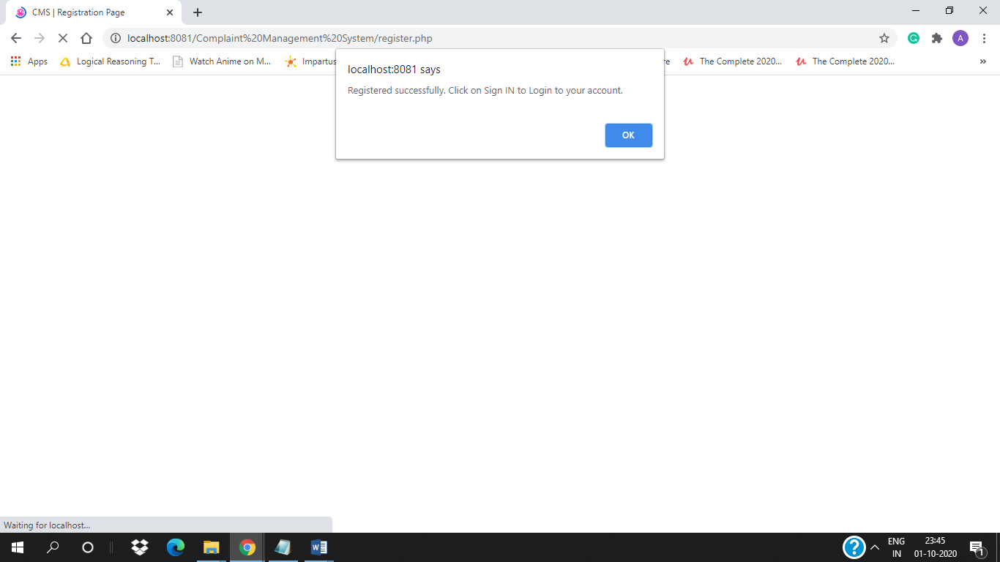 CMS | Registration Page
localhost:8081/Complaint%20Management%20System/register.php
A
Apps Logical Reasoning T... Watch Anime on M... Impartus re The Complete 2020... The Complete 2020...
localhost:8081 says
Registered successfully. Click on Sign IN to Login to your account.
OK
Waiting for localhost...
ENG 23:45
IN 01-10-2020
1